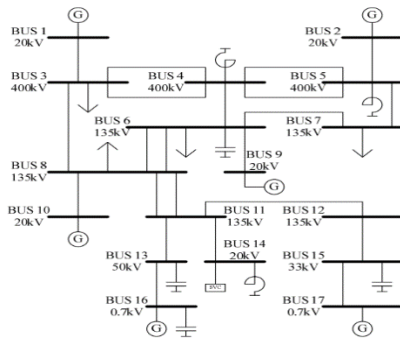 G
G
BUS 1
20kV
BUS 2
20kV
BUS 3
400kV
BUS 4
400kV
BUS 5
400kV
BUS 6
135kV
BUS 7
135kV
BUS 8
135kV
BUS 9
20kV
G
BUS 10
20kV
G
BUS 11
135kV
BUS 12
135kV
BUS 13
50kV
BUS 14
20kV
BUS 15
33kV
SVC
BUS 16
0.7kV
BUS 17
0.7kV
G
G